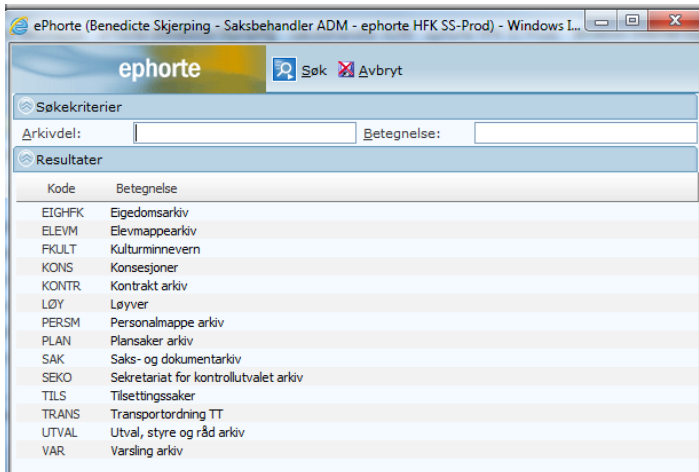 ePhorte (Benedicte Skjerping - Saksbehandler ADM - ephorte HFK SS-Prod) - Windows I...
ephorte Søk Avbryt
Søkekriterier
Arkivdel: Betegnelse:
Resultater
Kode Betegnelse
EIGHFK Eigedomsarkiv
ELEVM Elevmappearkiv
FKULT Kulturminnevern
KONS Konsesjoner
KONTR Kontrakt arkiv
LØY Løyver
PERSM Personalmappe arkiv
PLAN Plansaker arkiv
SAK Saks- og dokumentarkiv
SEKO Sekretariat for kontrollutvalet arkiv
TILS Tilsettingssaker
TRANS Transportordning TT
UTVAL Utval, styre og råd arkiv
VAR Varsling arkiv